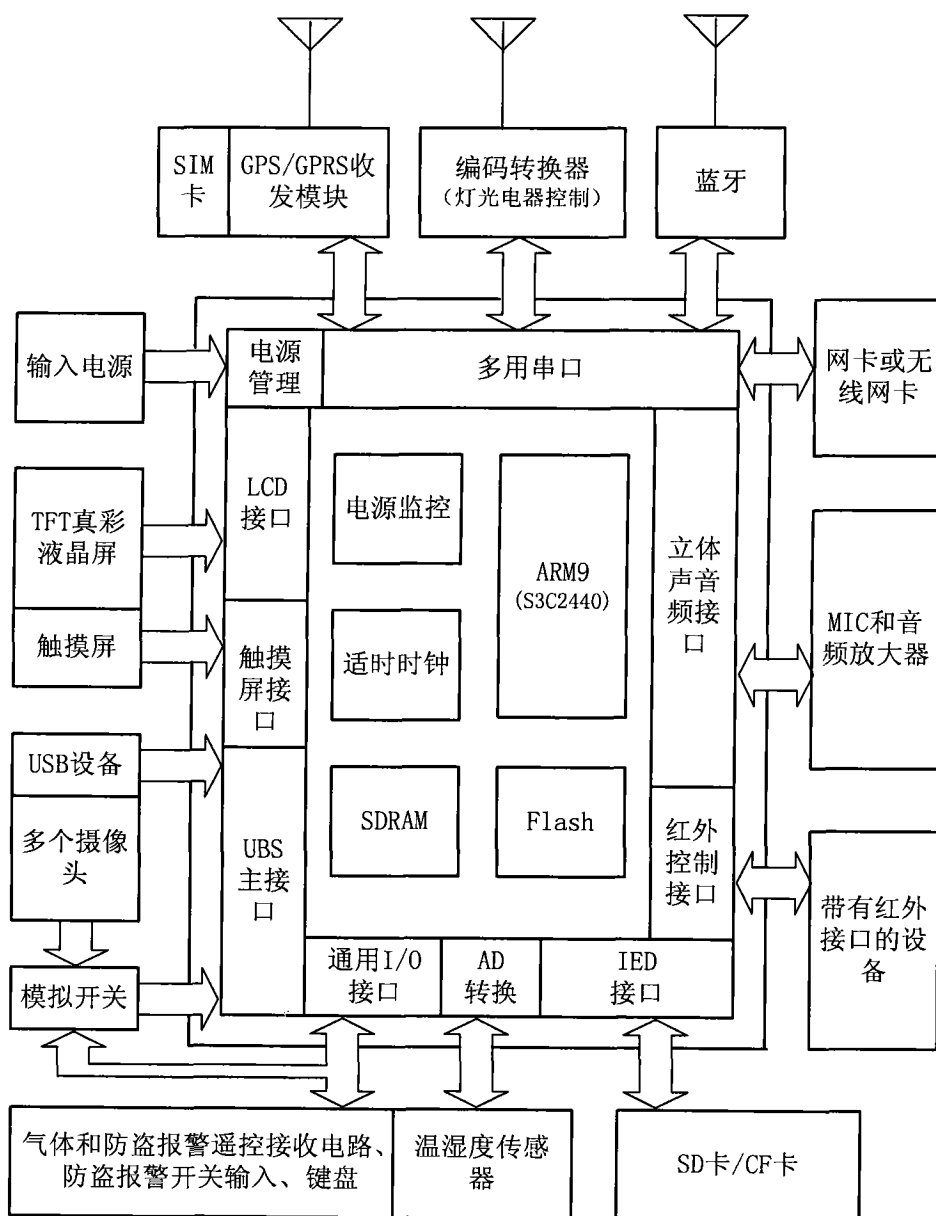 SIM
卡
GPS/GPRS收
发模块
编码转换器
（灯光电器控制）
蓝牙
输入电源
电源
管理
多用串口
网卡或无
线网卡
TFT真彩
液晶屏
触摸屏
LCD
接口
触摸
屏接
口
电源监控
适时时钟
ARM9
(S3C2440)
SDRAM
Flash
立体
声音
频接
口
MIC和音
频放大器
USB设备
多个摄像
头
UBS
主接
口
红外
控制
接口
带有红外
接口的设
备
模拟开关
通用I/O
接口
AD
转换
IED
接口
气体和防盗报警遥控接收电路、
防盗报警开关输入、键盘
温湿度传感
器
SD卡/CF卡